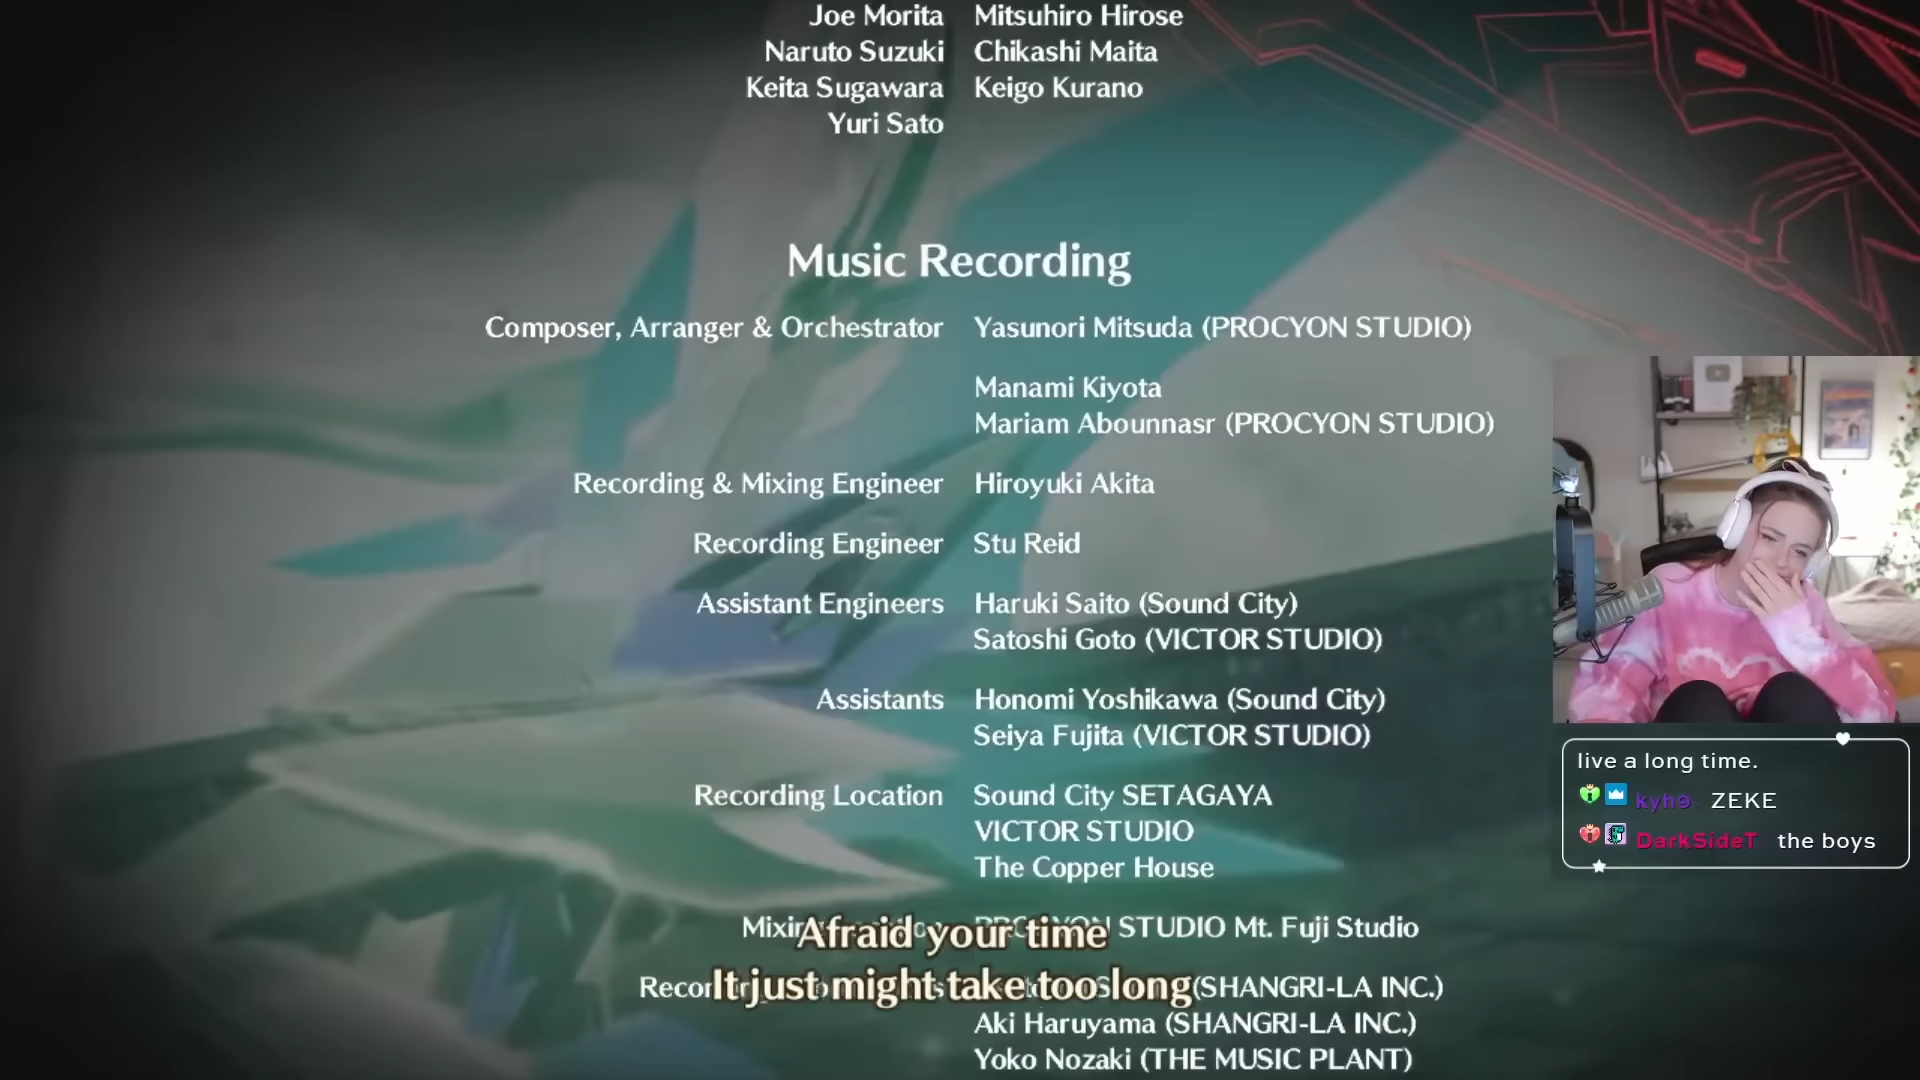 Joe Morita Mitsuhiro Hirose
Naruto Suzuki Chikashi Maita
Keita Sugawara Keigo Kurano
Yuri Sato
Music Recording
Composer, Arranger & Orchestrator Yasunori Mitsuda (PROCYON STUDIO)
Manami Kiyota
Mariam Abounnasr (PROCYON STUDIO)
Recording & Mixing Engineer Hiroyuki Akita
Recording Engineer Stu Reid
Assistant Engineers Haruki Saito (Sound City)
Satoshi Goto (VICTOR STUDIO)
Assistants Honomi Yoshikawa (Sound City)
Seiya Fujita (VICTOR STUDIO)
Recording Location Sound City SETAGAYA
VICTOR STUDIO
The Copper House
STUDIO Mt. Fuji Studio
Afraid your time
(SHANGRI-LA INC.)
It just might take too long
Aki Haruyama (SHANGRI-LA INC.)
Yoko Nozaki (THE MUSIC PLANT)
live a long time.
kyh9 ZEKE
DarkSideT the boys